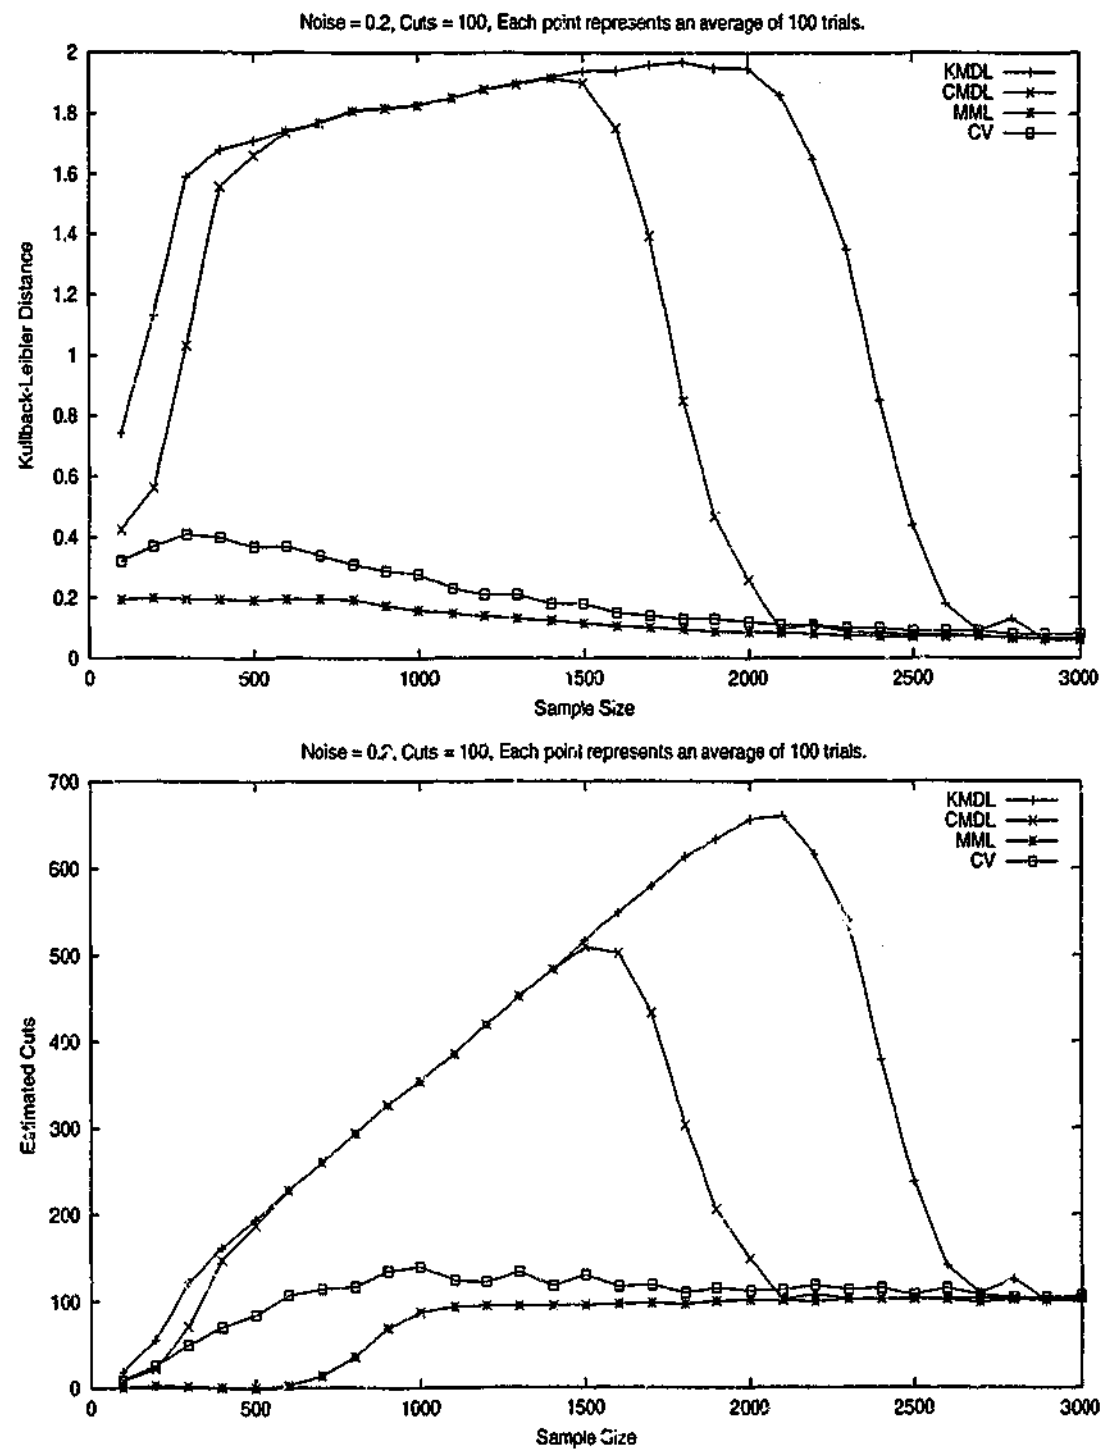 Noise = 0.2, Cuts = 100, Each point represents an average of 100 trials.
2
1.8
1.6
1.4
1.2
1
0.8
0.6
0.4
0.2
0
Kullback-Leibler Distance
KMDL
CMDL
MML
CV
0 500 1000 1500 2000 2500 3000
Sample Size
Noise = 0.2, Cuts = 100, Each point represents an average of 100 trials.
700
600
500
400
300
200
100
0
Estimated Cuts
KMDL
CMDL
MML
CV
0 500 1000 1500 2000 2500 3000
Sample Size